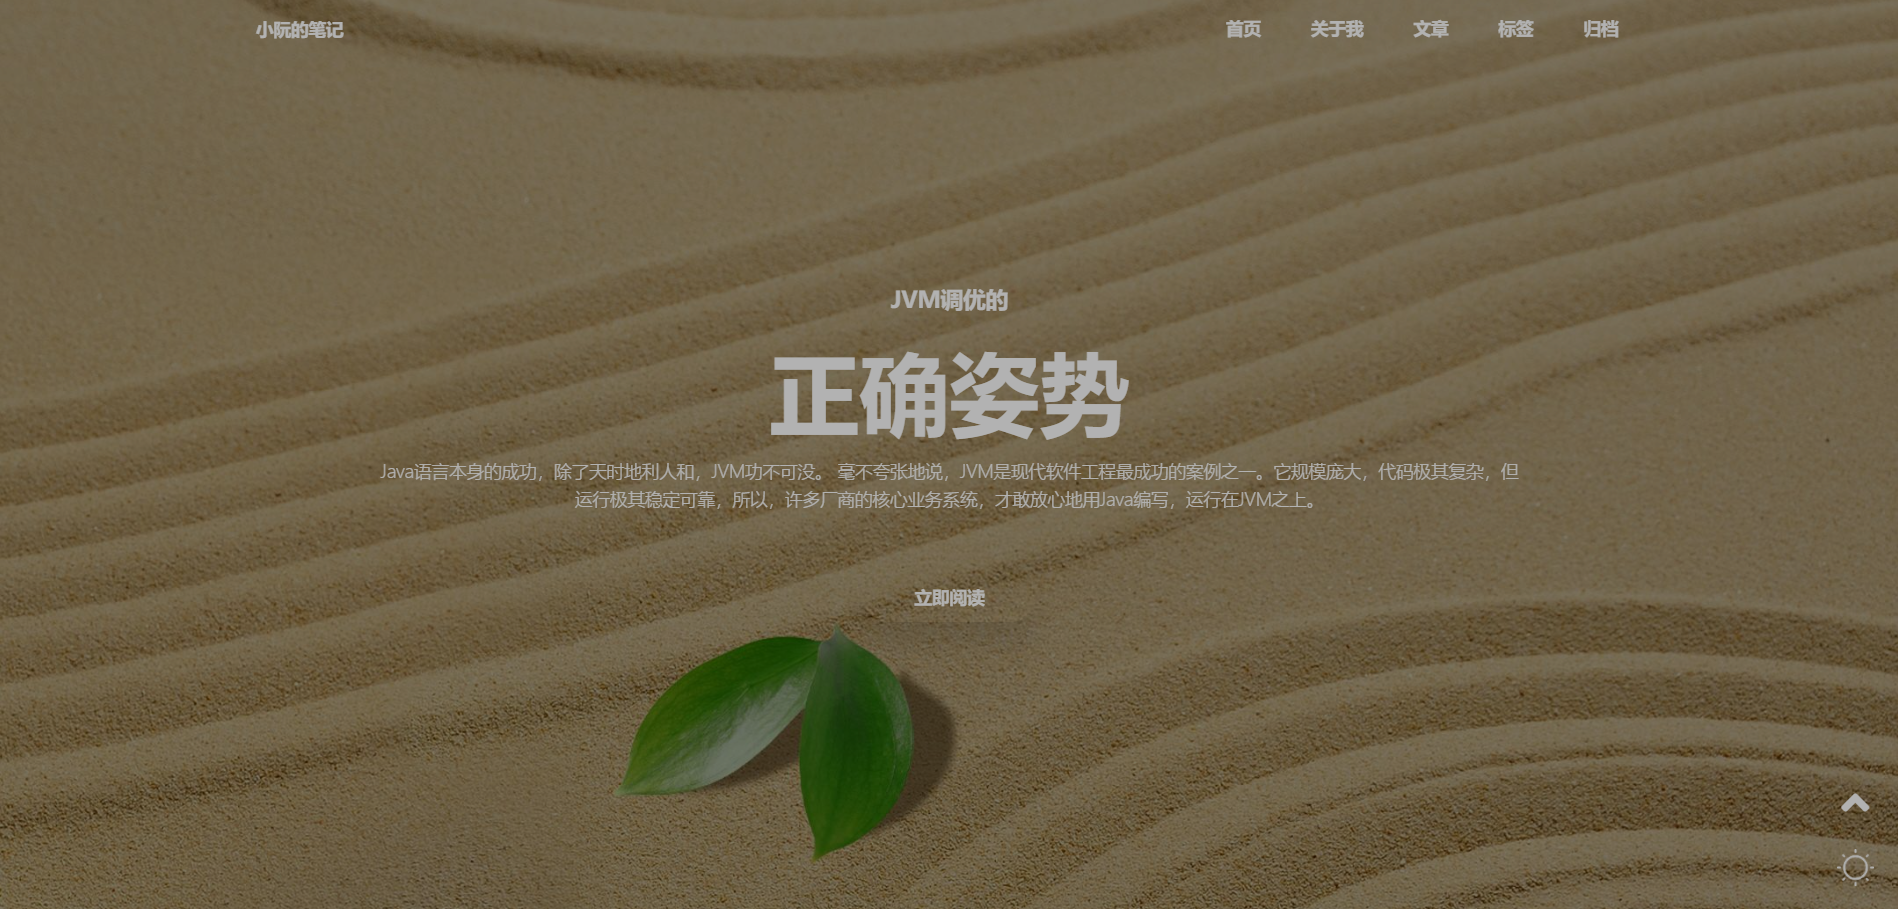 小阮的笔记
首页 关于我 文章 标签 归档
JVM调优的
正确姿势
Java语言本身的成功，除了天时地利人和，JVM功不可没。 毫不夸张地说，JVM是现代软件工程最成功的案例之一。它规模庞大，代码极其复杂，但
运行极其稳定可靠，所以，许多厂商的核心业务系统，才敢放心地用Java编写，运行在JVM之上。
立即阅读